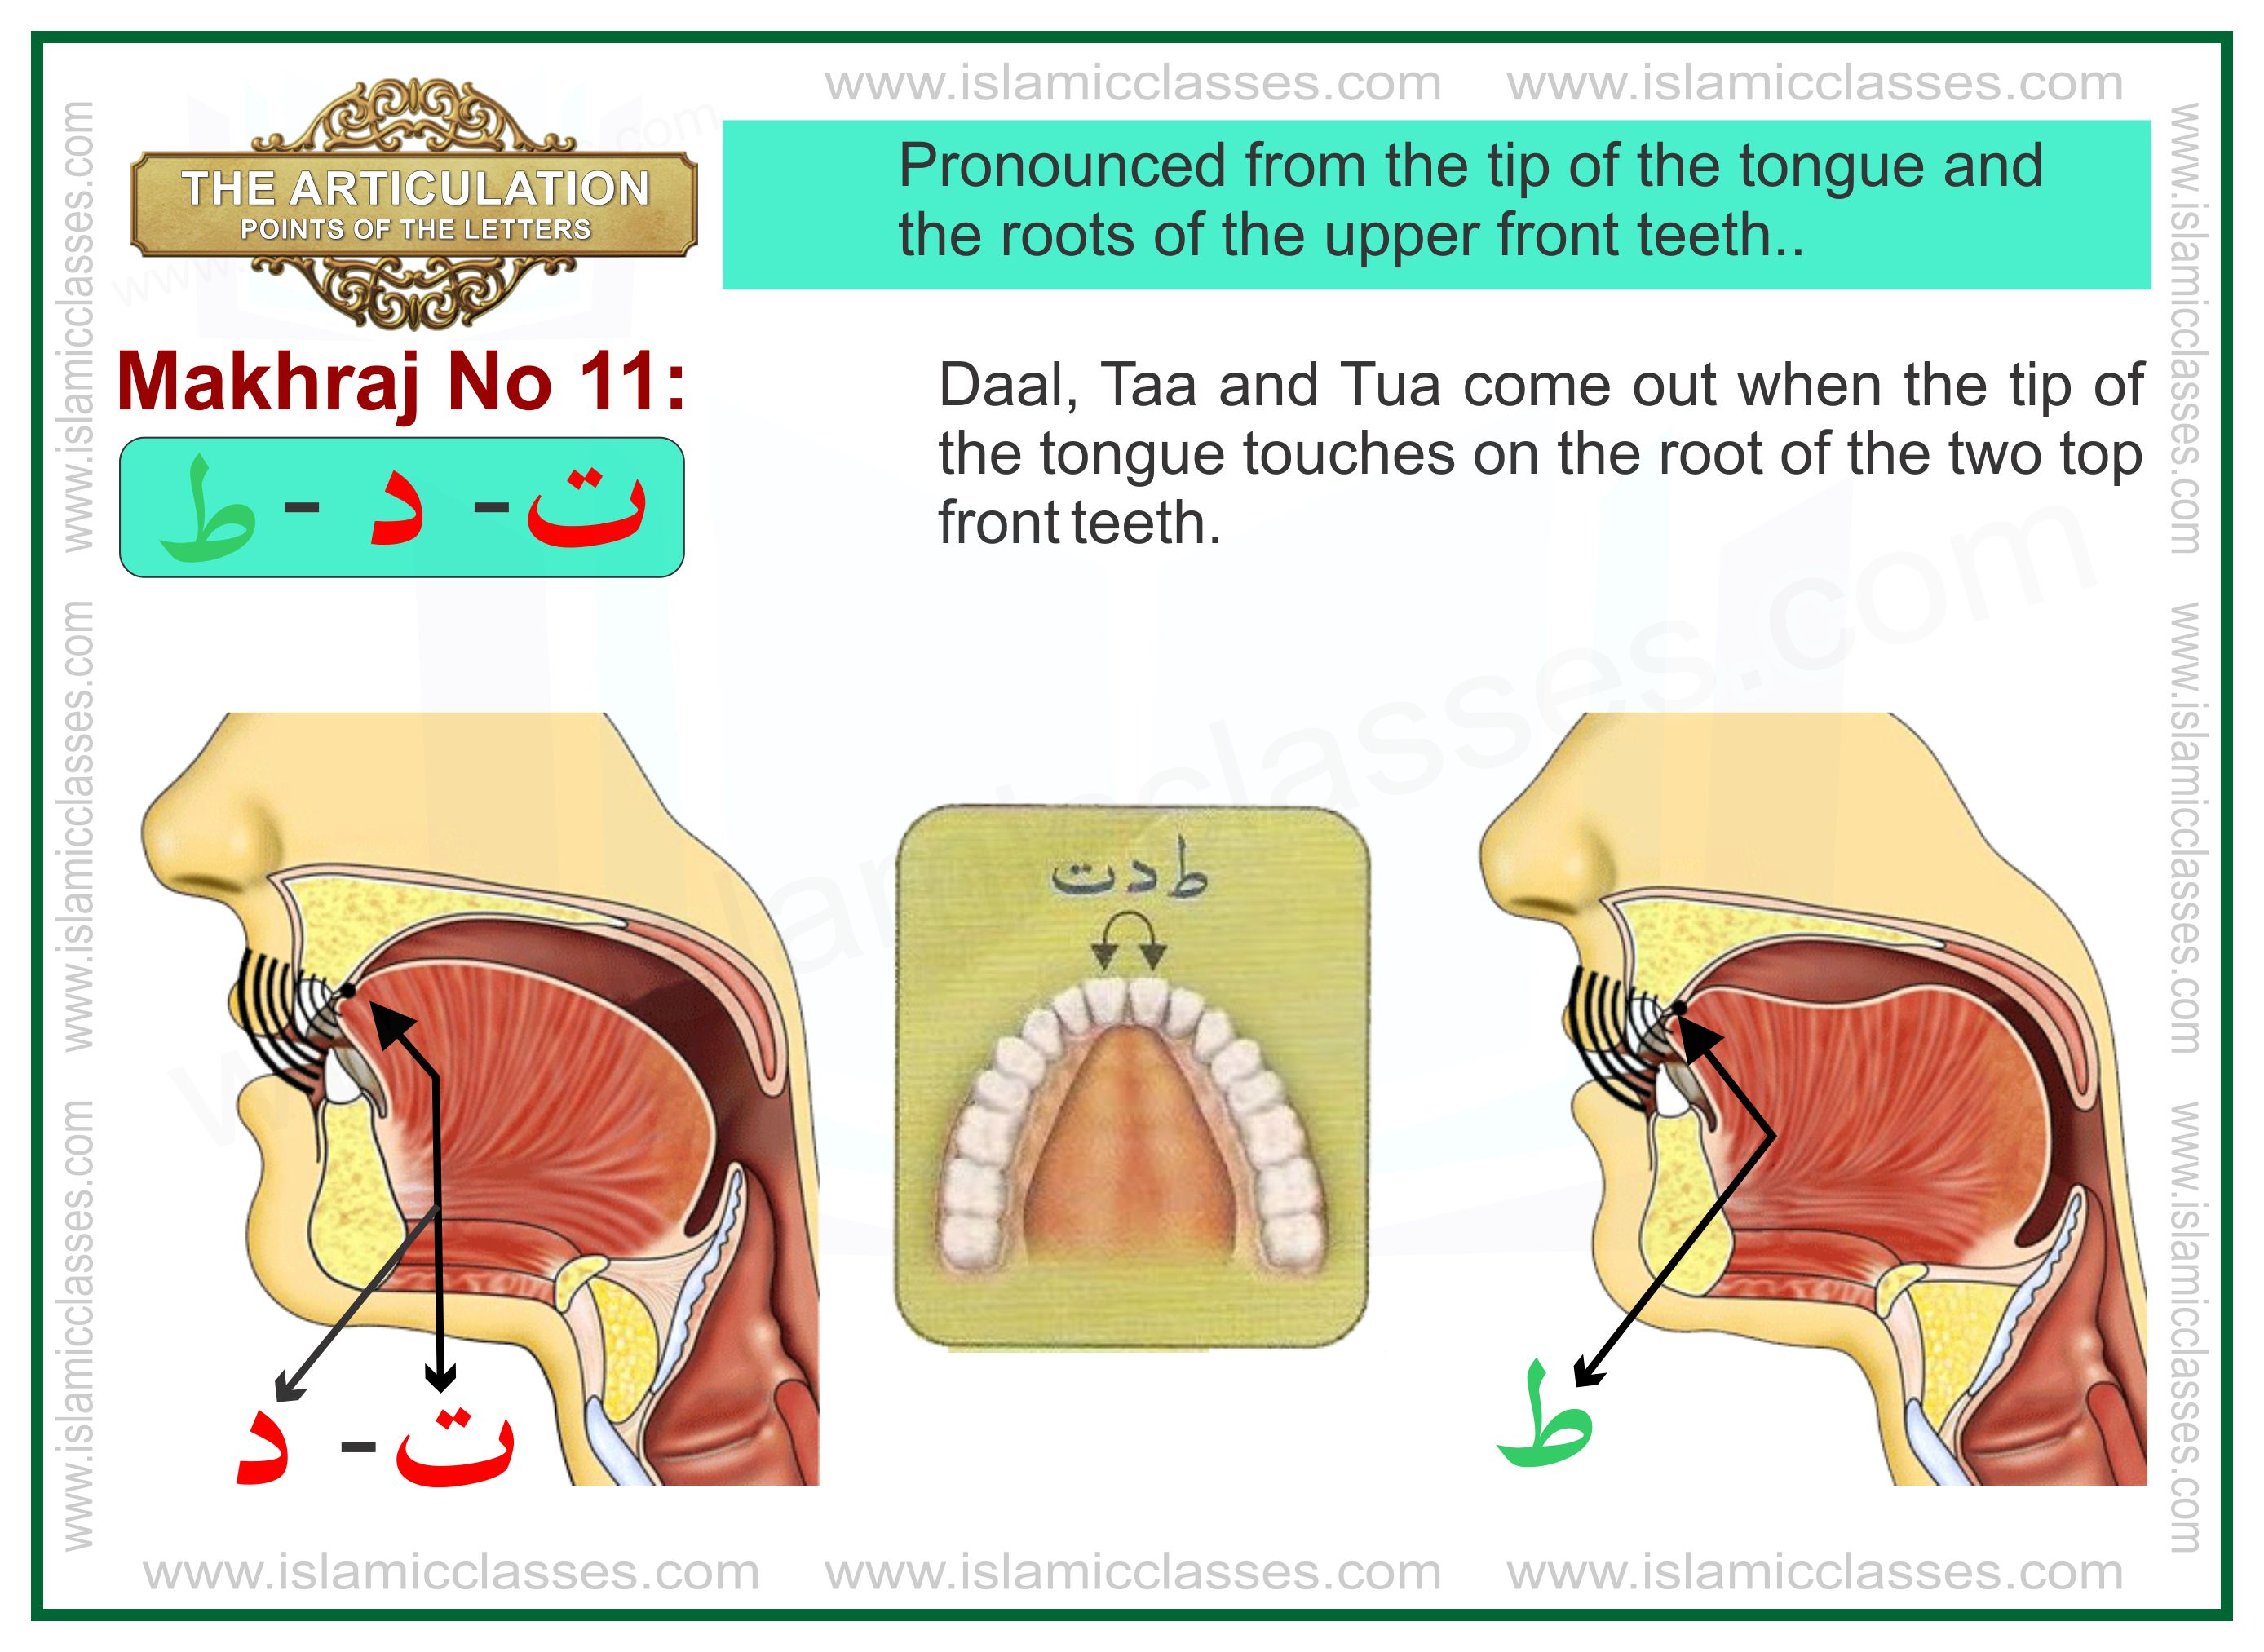 www.islamicclasses.com www.islamicclasses.com
THE ARTICULATION
POINTS OF THE LETTERS
Pronounced from the tip of the tongue and
the roots of the upper front teeth..
Makhraj No 11:
ت - د - ط
Daal, Taa and Tua come out when the tip of
the tongue touches on the root of the two top
front teeth.
ط د ت
ت - د
ط
www.islamicclasses.com www.islamicclasses.com www.islamicclasses.com
www.islamicclasses.com www.islamicclasses.com www.islamicclasses.com
www.islamicclasses.com www.islamicclasses.com www.islamicclasses.com